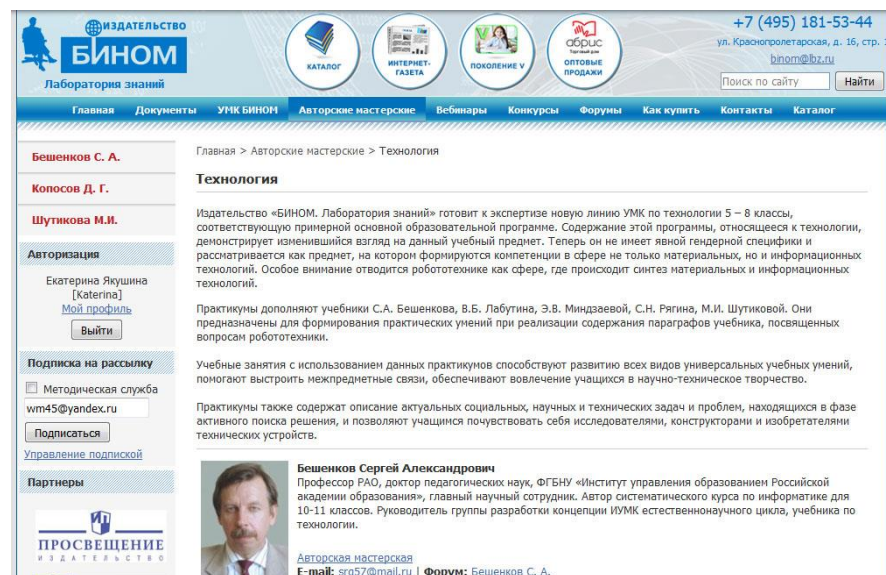 ИЗДАТЕЛЬСТВО
БИНОМ
Лаборатория знаний
КАТАЛОГ
ИНТЕРНЕТ-
ГАЗЕТА
ПОКОЛЕНИЕ V
абрис
Торговый дом
ОПТОВЫЕ
ПРОДАЖИ
+7 (495) 181-53-44
ул. Краснопролетарская, д. 16, стр. 1
binom@lbz.ru
Поиск по сайту
Найти
Главная Документы УМК БИНОМ Авторские мастерские Вебинары Конкурсы Форумы Как купить Контакты Каталог
Бешенков С. А.
Копосов Д. Г.
Шутикова М.И.
Авторизация
Екатерина Якушина
[Katerina]
Мой профиль
Выйти
Подписка на рассылку
Методическая служба
wm45@yandex.ru
Подписаться
Управление подпиской
Партнеры
ПРОСВЕЩЕНИЕ
ИЗДАТЕЛЬСТВО
Главная > Авторские мастерские > Технология
Технология
Издательство «БИНОМ. Лаборатория знаний» готовит к экспертизе новую линию УМК по технологии 5 – 8 классы,
соответствующую примерной основной образовательной программе. Содержание этой программы, относящееся к технологии,
демонстрирует изменившийся взгляд на данный учебный предмет. Теперь он не имеет явной гендерной специфики и
рассматривается как предмет, на котором формируются компетенции в сфере не только материальных, но и информационных
технологий. Особое внимание отводится робототехнике как сфере, где происходит синтез материальных и информационных
технологий.
Практикумы дополняют учебники С.А. Бешенкова, В.Б. Лабутина, Э.В. Миндзаевой, С.Н. Рягина, М.И. Шутиковой. Они
предназначены для формирования практических умений при реализации содержания параграфов учебника, посвященных
вопросам робототехники.
Учебные занятия с использованием данных практикумов способствуют развитию всех видов универсальных учебных умений,
помогают выстроить межпредметные связи, обеспечивают вовлечение учащихся в научно-техническое творчество.
Практикумы также содержат описание актуальных социальных, научных и технических задач и проблем, находящихся в фазе
активного поиска решения, и позволяют учащимся почувствовать себя исследователями, конструкторами и изобретателями
технических устройств.
Бешенков Сергей Александрович
Профессор РАО, доктор педагогических наук, ФГБНУ «Институт управления образованием Российской
академии образования», главный научный сотрудник. Автор систематического курса по информатике для
10-11 классов. Руководитель группы разработки концепции ИУМК естественнонаучного цикла, учебника по
технологии.
Авторская мастерская
E-mail: srg57@mail.ru | Форум: Бешенков С. А.